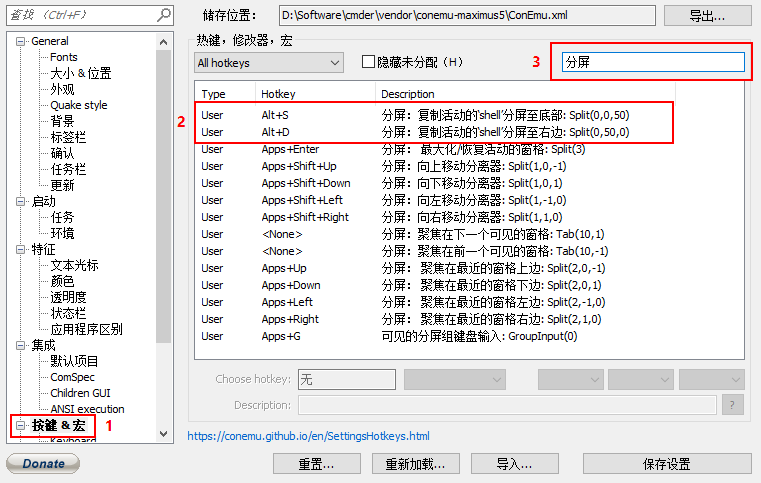 查找 (Ctrl+F)
储存位置:
D:\Software\cmder\vendor\conemu-maximus5\ConEmu.xml
导出...
General
Fonts
大小 & 位置
外观
Quake style
背景
标签栏
确认
任务栏
更新
启动
任务
环境
特征
文本光标
颜色
透明度
状态栏
应用程序区别
集成
默认项目
ComSpec
Children GUI
ANSI execution
按键 & 宏 1
Keyboard
热键，修改器，宏
All hotkeys
隐藏未分配（H）
3
分屏
Type Hotkey Description
2
User Alt+S 分屏：复制活动的'shell'分屏至底部: Split(0,0,50)
User Alt+D 分屏：复制活动的'shell'分屏至右边: Split(0,50,0)
User Apps+Enter 分屏： 最大化/恢复活动的窗格: Split(3)
User Apps+Shift+Up 分屏：向上移动分离器: Split(1,0,-1)
User Apps+Shift+Down 分屏：向下移动分离器: Split(1,0,1)
User Apps+Shift+Left 分屏：向左移动分离器: Split(1,-1,0)
User Apps+Shift+Right 分屏：向右移动分离器: Split(1,1,0)
User <None> 分屏：聚焦在下一个可见的窗格: Tab(10,1)
User <None> 分屏：聚焦在前一个可见的窗格: Tab(10,-1)
User Apps+Up 分屏： 聚焦在最近的窗格上边: Split(2,0,-1)
User Apps+Down 分屏： 聚焦在最近的窗格下边: Split(2,0,1)
User Apps+Left 分屏： 聚焦在最近的窗格左边: Split(2,-1,0)
User Apps+Right 分屏： 聚焦在最近的窗格右边: Split(2,1,0)
User Apps+G 可见的分屏组键盘输入: GroupInput(0)
Choose hotkey: 无
Description:
?
https://conemu.github.io/en/SettingsHotkeys.html
Donate
重置...
重新加载...
导入...
保存设置